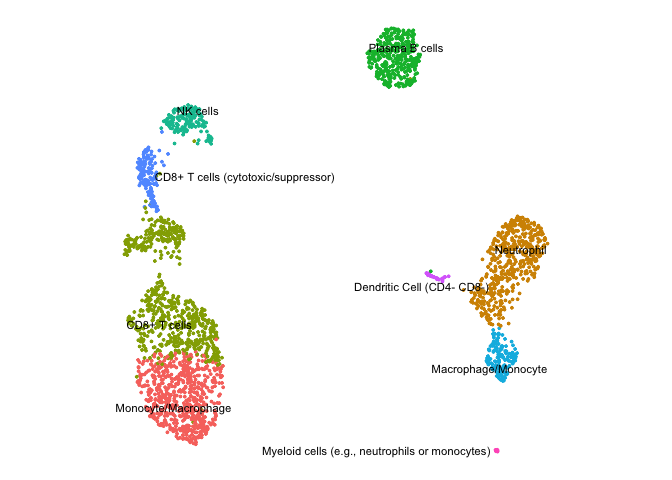 Plasma B cells
NK cells
CD8+ T cells (cytotoxic/suppressor)
Neutrophil
Dendritic Cell (CD4- CD8-)
CD8+ T cells
Macrophage/Monocyte
Monocyte/Macrophage
Myeloid cells (e.g., neutrophils or monocytes)